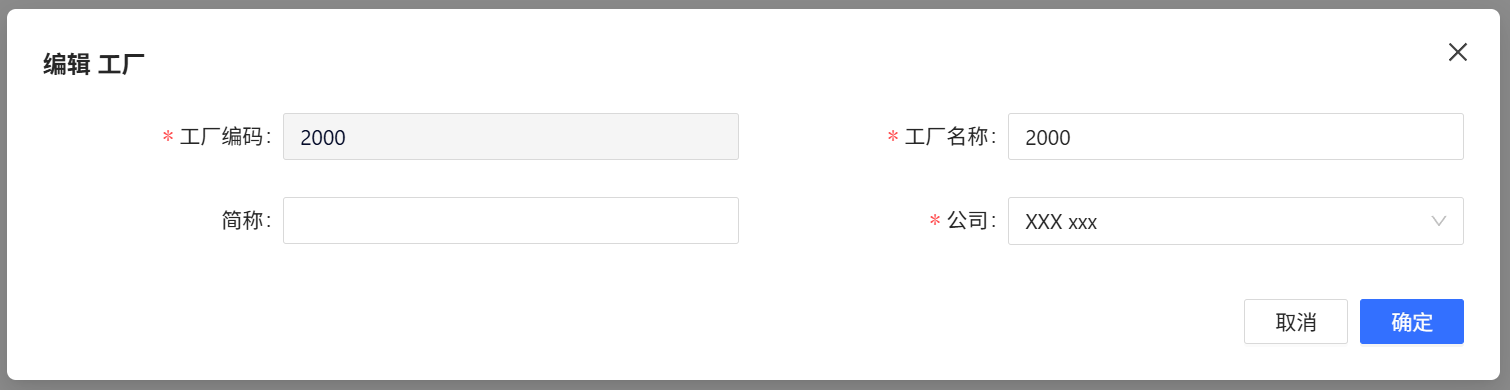 编辑 工厂
* 工厂编码: 2000
* 工厂名称: 2000
简称:
* 公司: XXX xxx
取消
确定